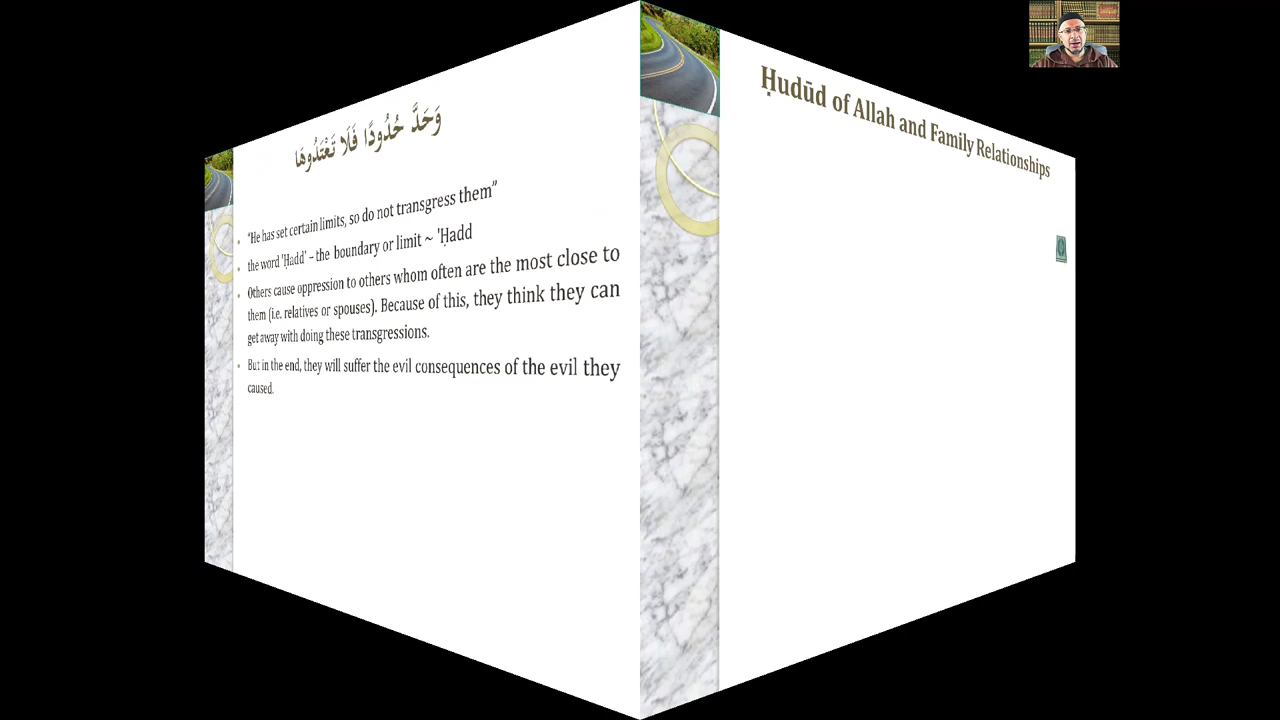 وَحَدَّ حُدُودًا فَلَا تَعْتَدُوهَا
“He has set certain limits, so do not transgress them”
the word 'Ḥadd' – the boundary or limit ~ 'Ḥadd
Others cause oppression to others whom often are the most close to
them (i.e. relatives or spouses). Because of this, they think they can
get away with doing these transgressions.
But in the end, they will suffer the evil consequences of the evil they
caused.
Ḥudūd of Allah and Family Relationships